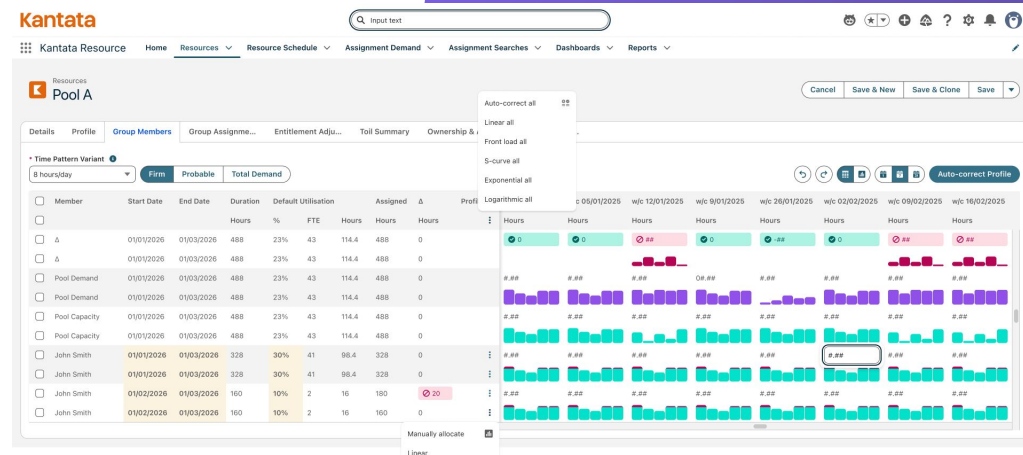 Kantata
Input text
Kantata Resource Home Resources Resource Schedule Assignment Demand Assignment Searches Dashboards Reports
Resources
Pool A
Cancel Save & New Save & Clone Save
Details Profile Group Members Group Assignme... Entitlement Adju... Toil Summary Ownership &
Auto-correct all
Linear all
Front load all
S-curve all
Exponential all
Logarithmic all
* Time Pattern Variant
8 hours/day Firm Probable Total Demand Auto-correct Profile
Member Start Date End Date Duration Default Utilisation Assigned Δ Profi 05/01/2025 w/c 12/01/2025 w/c 9/01/2025 w/c 26/01/2025 w/c 02/02/2025 w/c 09/02/2025 w/c 16/02/2025
Hours % FTE Hours Hours Hours Hours Hours Hours Hours Hours Hours Hours Hours
Δ 01/01/2026 01/03/2026 488 23% 43 114.4 488 0 0 0 ## 0 -## 0 ## ##
Δ 01/01/2026 01/03/2026 488 23% 43 114.4 488 0
Pool Demand 01/01/2026 01/03/2026 488 23% 43 114.4 488 0 #.## #.## #.## 0#.## #.## #.## #.## #.##
Pool Demand 01/01/2026 01/03/2026 488 23% 43 114.4 488 0
Pool Capacity 01/01/2026 01/03/2026 488 23% 43 114.4 488 0 #.## #.## #.## #.## #.## #.## #.## #.##
Pool Capacity 01/01/2026 01/03/2026 488 23% 43 114.4 488 0
John Smith 01/01/2026 01/03/2026 328 30% 41 98.4 328 0 #.## #.## #.## #.## #.## #.## #.## #.##
John Smith 01/01/2026 01/03/2026 328 30% 41 98.4 328 0
John Smith 01/02/2026 01/03/2026 160 10% 2 16 180 20 #.## #.## #.## #.## #.## #.## #.## #.##
John Smith 01/02/2026 01/03/2026 160 10% 2 16 160 0
Manually allocate
Linear